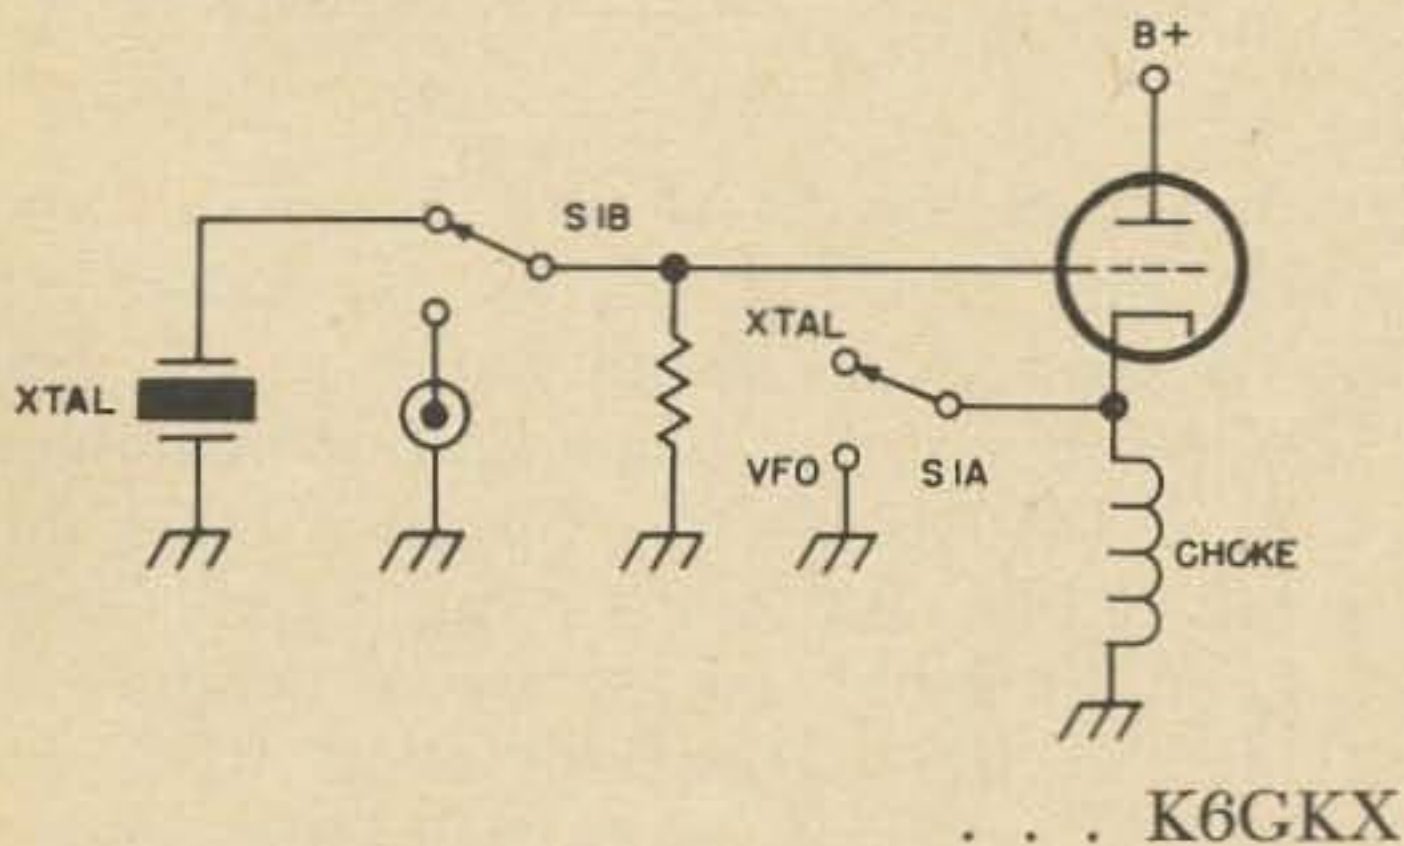 B+
S1B
XTAL
XTAL
VFO
S1A
CHOKE
. . . K6GKX